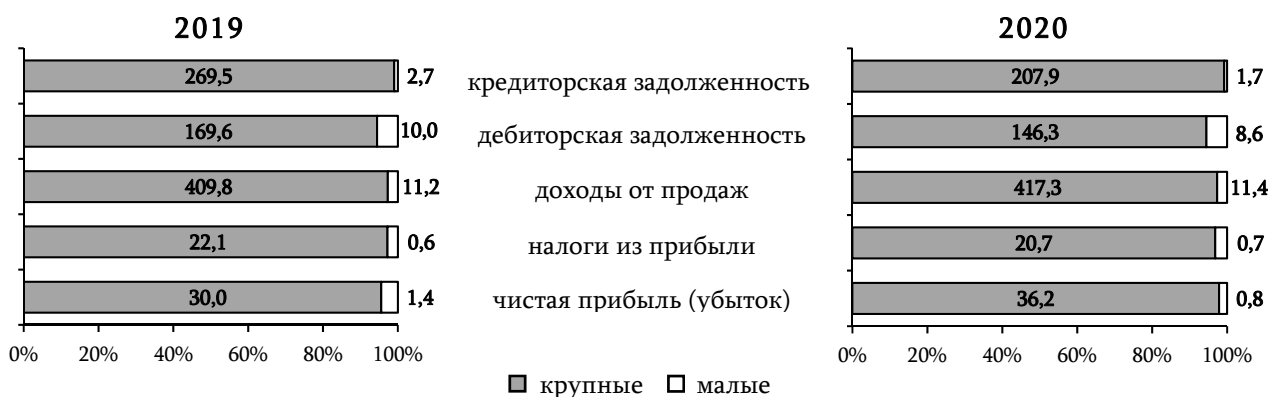 2019
2020
269,5 2,7 кредиторская задолженность 207,9 1,7
169,6 10,0 дебиторская задолженность 146,3 8,6
409,8 11,2 доходы от продаж 417,3 11,4
22,1 0,6 налоги из прибыли 20,7 0,7
30,0 1,4 чистая прибыль (убыток) 36,2 0,8
0% 20% 40% 60% 80% 100% 0% 20% 40% 60% 80% 100%
крупные малые